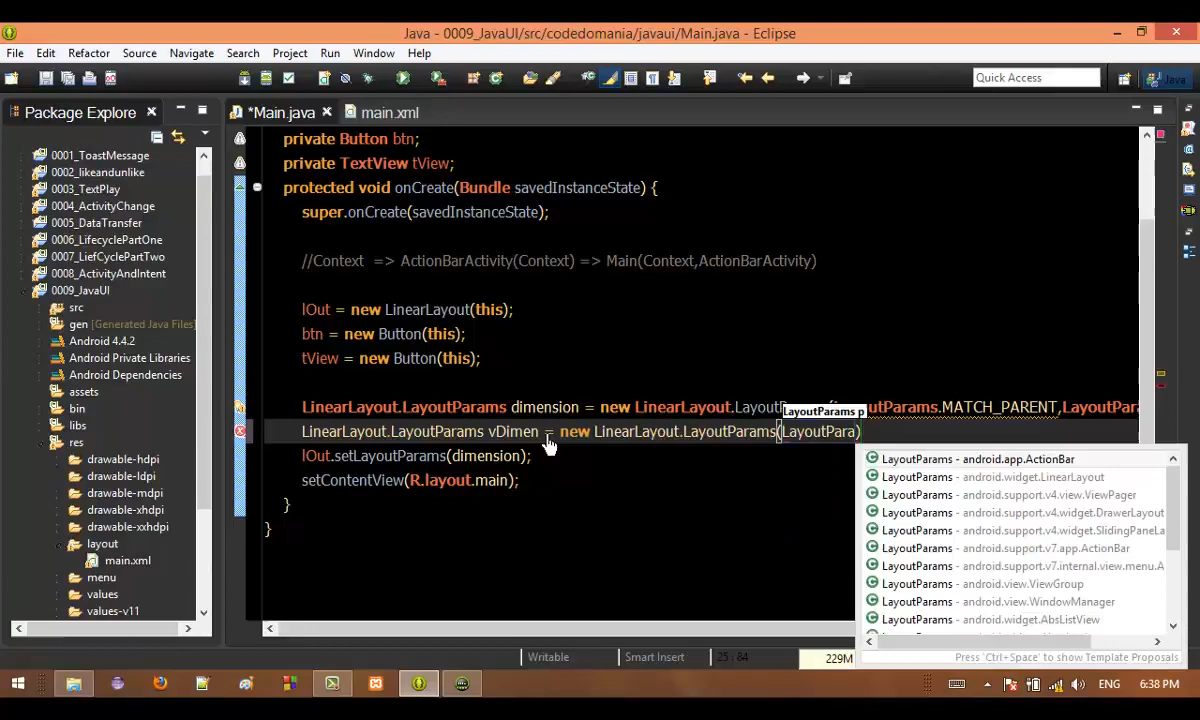 Java - 0009_JavaUI/src/codedomania/javaui/Main.java - Eclipse
File Edit Refactor Source Navigate Search Project Run Window Help
Quick Access
Java
Package Explore
*Main.java
main.xml
0001_ToastMessage
0002_likeandunlike
0003_TextPlay
0004_ActivityChange
0005_DataTransfer
0006_LifecyclePartOne
0007_LiefCyclePartTwo
0008_ActivityAndIntent
0009_JavaUI
src
gen [Generated Java Files]
Android 4.4.2
Android Private Libraries
Android Dependencies
assets
bin
libs
res
drawable-hdpi
drawable-ldpi
drawable-mdpi
drawable-xhdpi
drawable-xxhdpi
layout
main.xml
menu
values
values-v11
private Button btn;
private TextView tView;
protected void onCreate(Bundle savedInstanceState) {
super.onCreate(savedInstanceState);
//Context => ActionBarActivity(Context) => Main(Context,ActionBarActivity)
lOut = new LinearLayout(this);
btn = new Button(this);
tView = new Button(this);
LinearLayout.LayoutParams dimension = new LinearLayout.LayoutParams.MATCH_PARENT,LayoutPara
LayoutParams p
LinearLayout.LayoutParams vDimen = new LinearLayout.LayoutParams(LayoutPara)
lOut.setLayoutParams(dimension);
setContentView(R.layout.main);
}
}
LayoutParams - android.app.ActionBar
LayoutParams - android.widget.LinearLayout
LayoutParams - android.support.v4.view.ViewPager
LayoutParams - android.support.v4.widget.DrawerLayout
LayoutParams - android.support.v4.widget.SlidingPaneLa
LayoutParams - android.support.v7.app.ActionBar
LayoutParams - android.support.v7.internal.view.menu.A
LayoutParams - android.view.ViewGroup
LayoutParams - android.view.WindowManager
LayoutParams - android.widget.AbsListView
Press 'Ctrl+Space' to show Template Proposals
Writable
Smart Insert
25 : 84
229M
ENG
6:38 PM